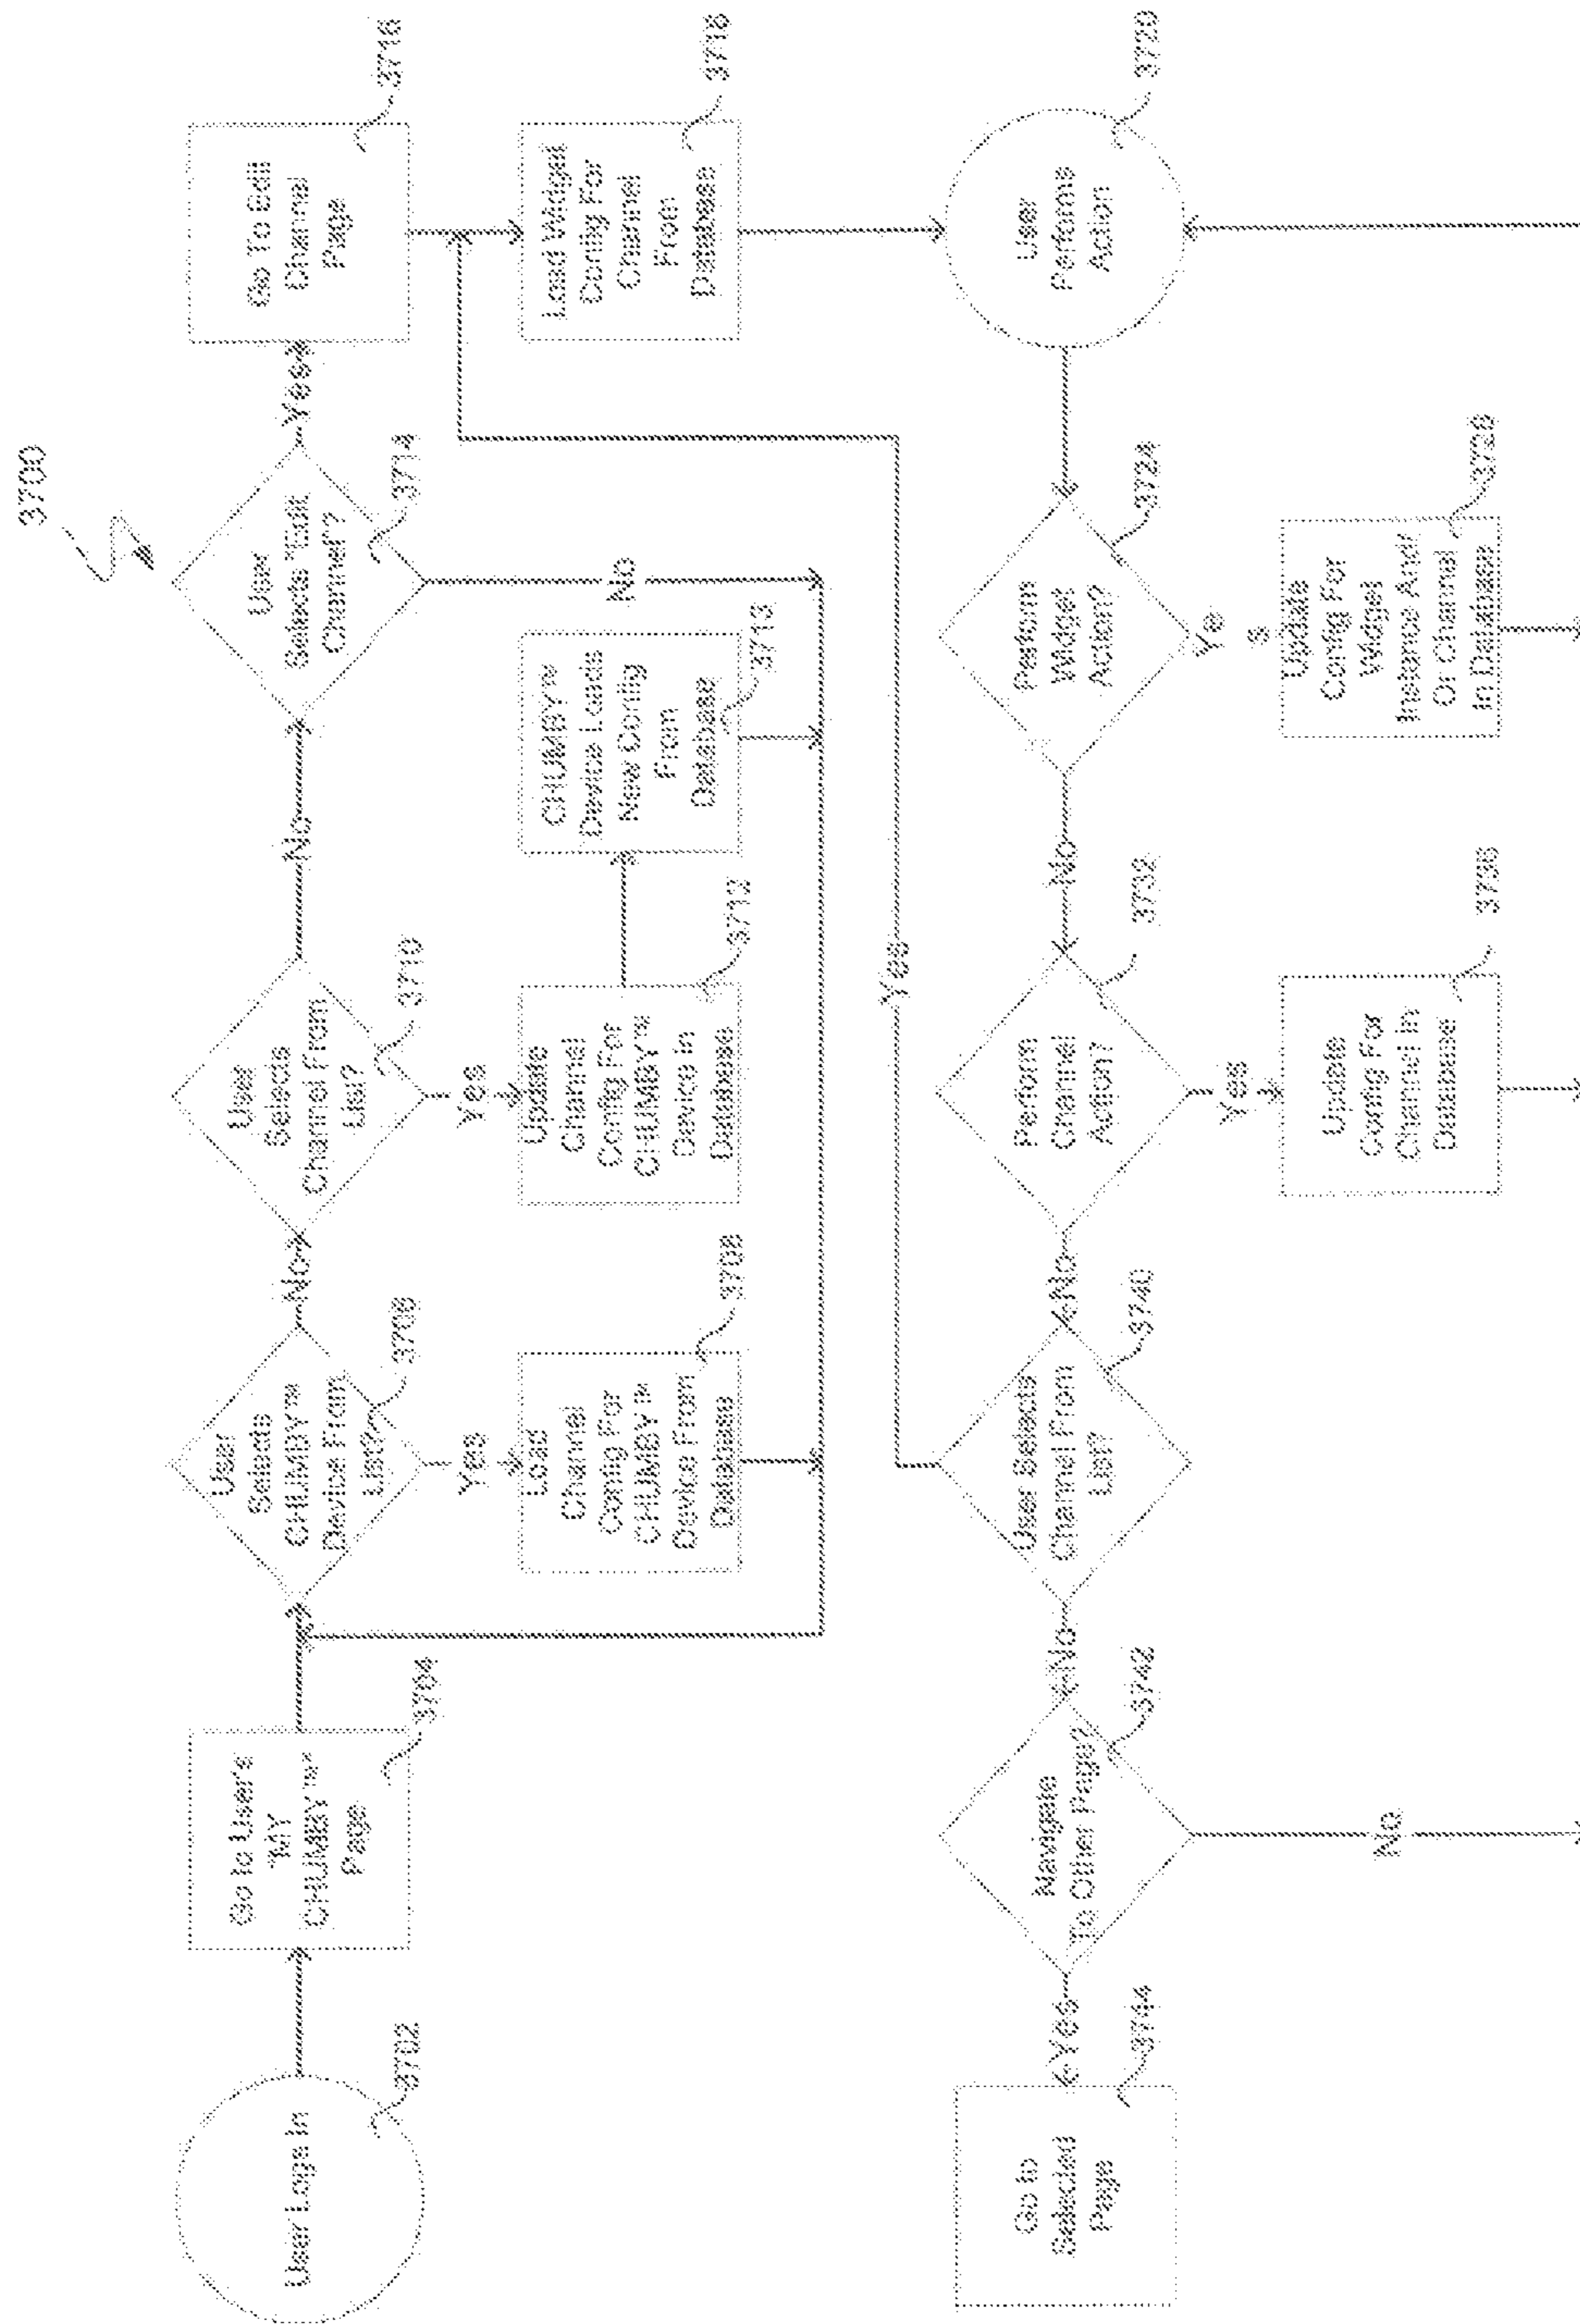 3700
User Logs In
3702
Go to User's
"MY
CHUMBY™"
Page
3704
User
Selects
CHUMBY™
Device From
List?
3706
No
Yes
Load
Channel
Config For
CHUMBY™
Device From
Database
3708
User
Selects
Channel From
List?
3710
No
Yes
Update
Channel
Config For
CHUMBY™
Device In
Database
3712
CHUMBY™
Device Loads
New Config
From
Database
3713
User
Selects "Edit
Channel"?
3714
No
Yes
Go To Edit
Channel
Page
3716
Load Widget
Config For
Channel
From
Database
3718
User
Performs
Action
3720
Perform
Widget
Action?
3724
Ye
s
Update
Config For
Widget
Instance And/
Or Channel
In Database
3728
No
Perform
Channel
Action?
3732
Yes
Update
Config For
Channel In
Database
3736
No
User Selects
Channel From
List?
3740
Yes
No
Navigate
To Other Page?
3742
No
Yes
Go to
Selected
Page
3744